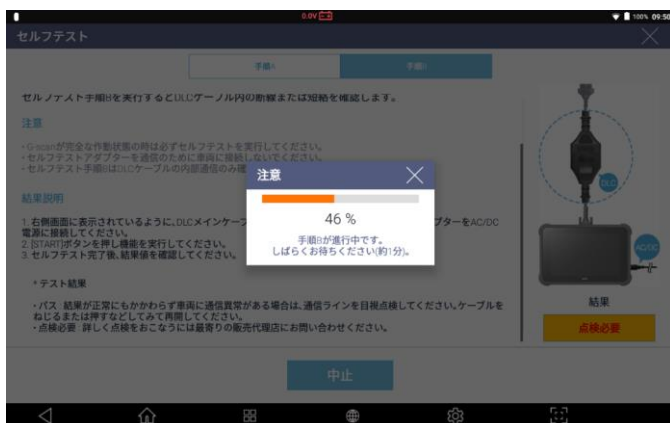 0.0V
100% 09:50
セルフテスト
手順A
手順B
セルフテスト手順Bを実行するとDLCケーブル内の断線または短絡を確認します。
注意
・G-scanが完全な作動状態の時は必ずセルフテストを実行してください。
・セルフテストアダプターを通信のために車両に接続しないでください。
・セルフテスト手順BはDLCケーブルの内部通信のみ確
結果説明
1. 右側画面に表示されているように、DLCメインケーブ
プターをAC/DC
電源に接続してください。
2. [START]ボタンを押し機能を実行してください。
3. セルフテスト完了後、結果値を確認してください。
* テスト結果
・パス : 結果が正常にもかかわらず車両に通信異常がある場合は、通信ラインを目視点検してください。ケーブルを
ねじるまたは押すなどしてみて再開してください。
・点検必要 : 詳しく点検をおこなうには最寄りの販売代理店にお問い合わせください。
注意
46 %
手順Bが進行中です。
しばらくお待ちください(約1分)。
DLC
AC/DC
結果
点検必要
中止